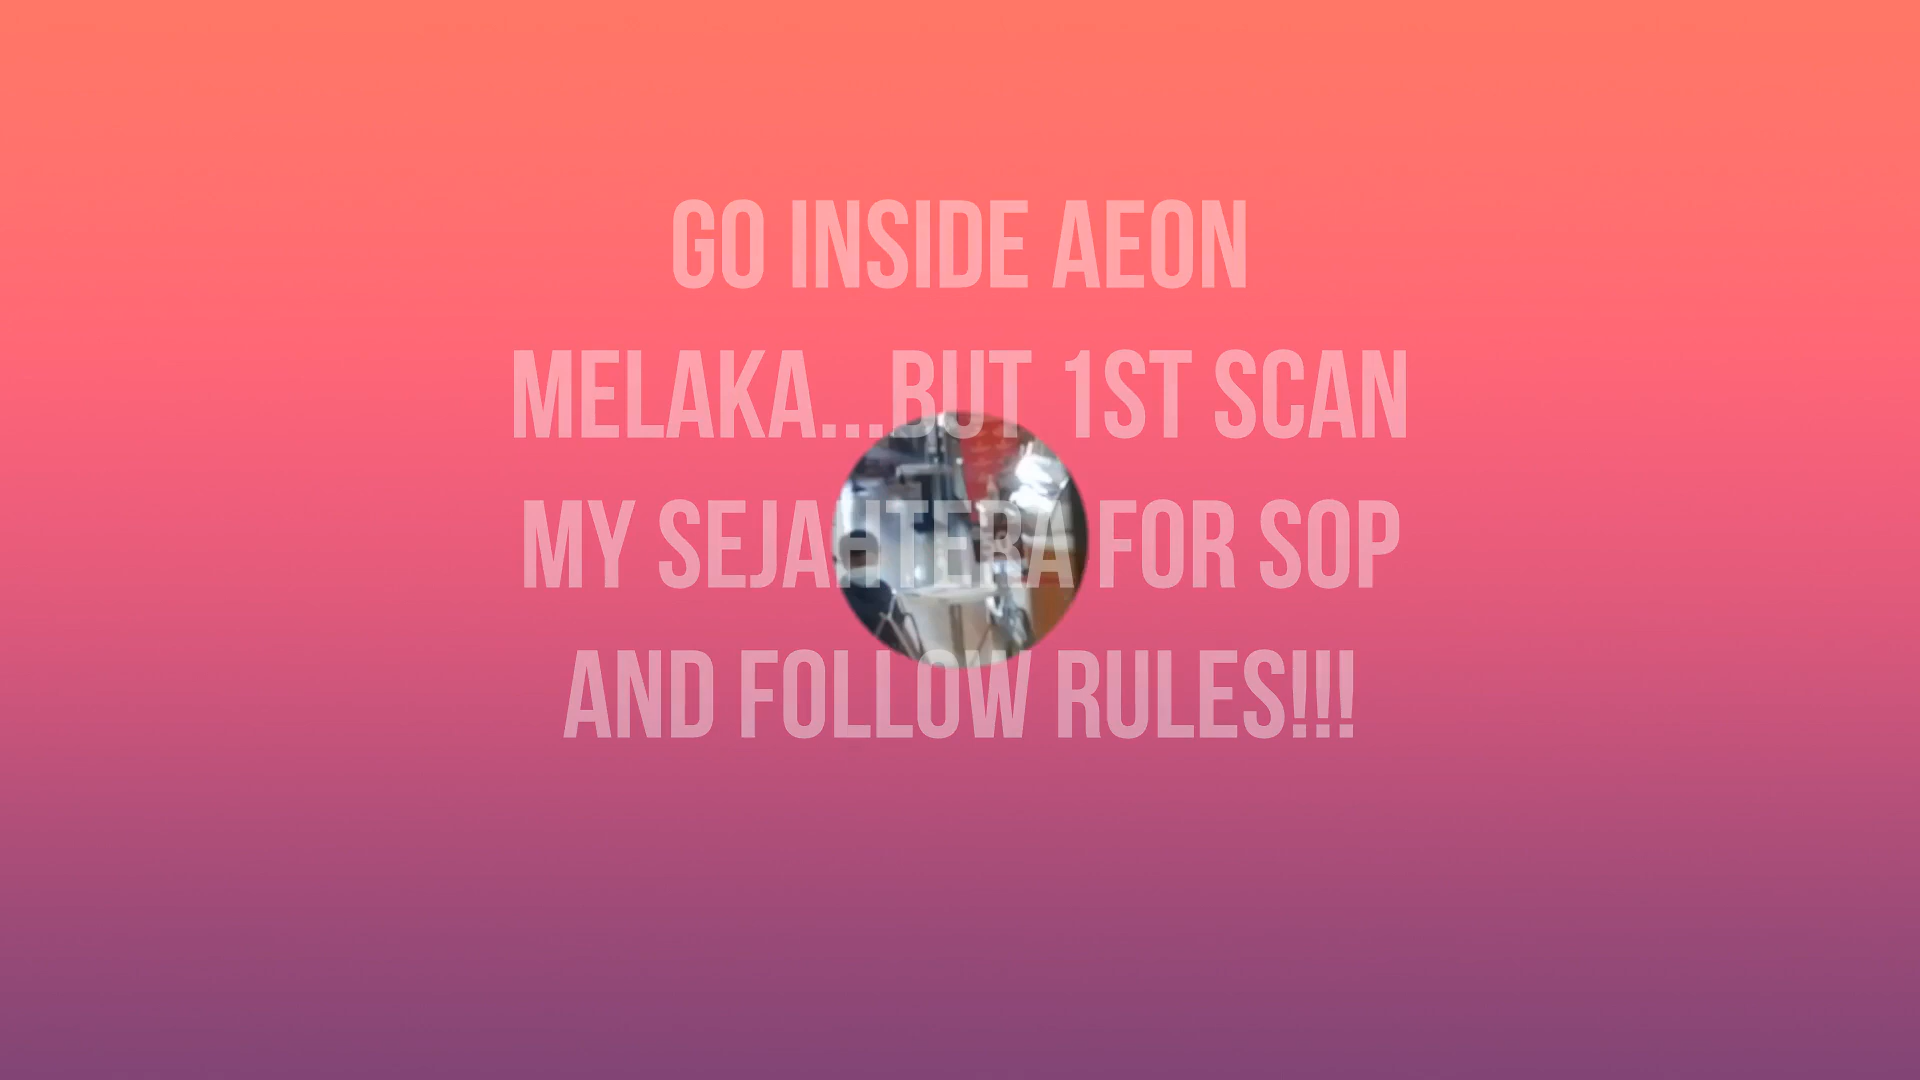 GO INSIDE AEON
MELAKA...BUT 1ST SCAN
MY SEJAHTERA FOR SOP
AND FOLLOW RULES!!!